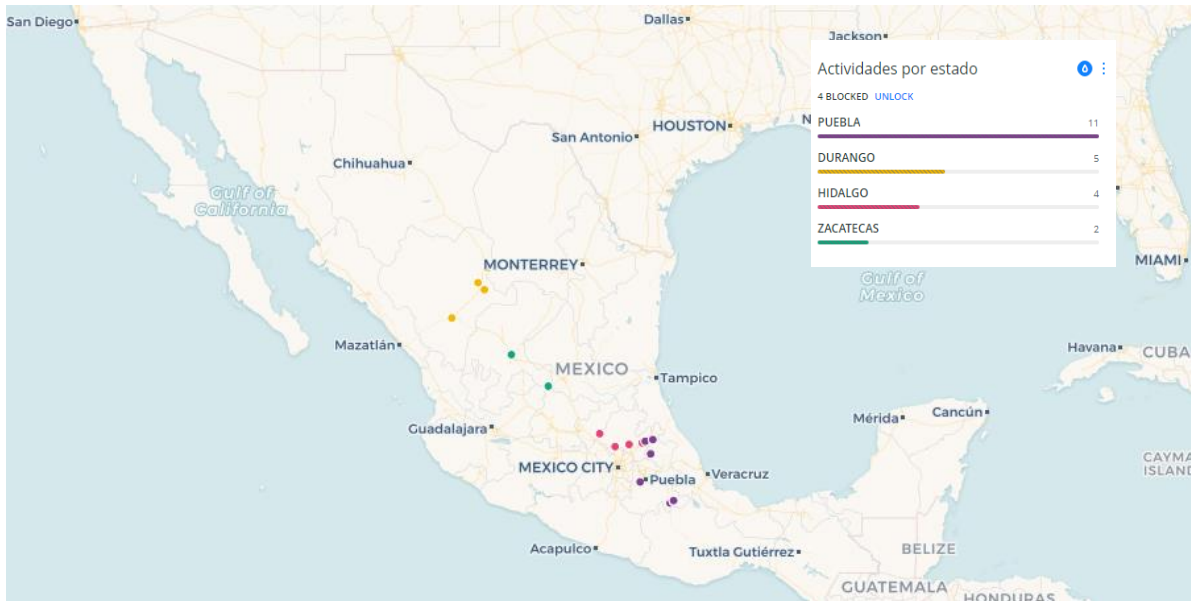 San Diego
Dallas
Jackson
Actividades por estado
4 BLOCKED UNLOCK
PUEBLA 11
DURANGO 5
HIDALGO 4
ZACATECAS 2
HOUSTON
N
San Antonio
Chihuahua
Gulf of
California
MONTERREY
MIAMI
Gulf of
Mexico
Mazatlán
Havana
CUBA
MEXICO
Tampico
Mérida
Cancún
Guadalajara
MEXICO CITY
Puebla
Veracruz
CAYMA
ISLAND
Acapulco
Tuxtla Gutiérrez
BELIZE
GUATEMALA
HONDURAS